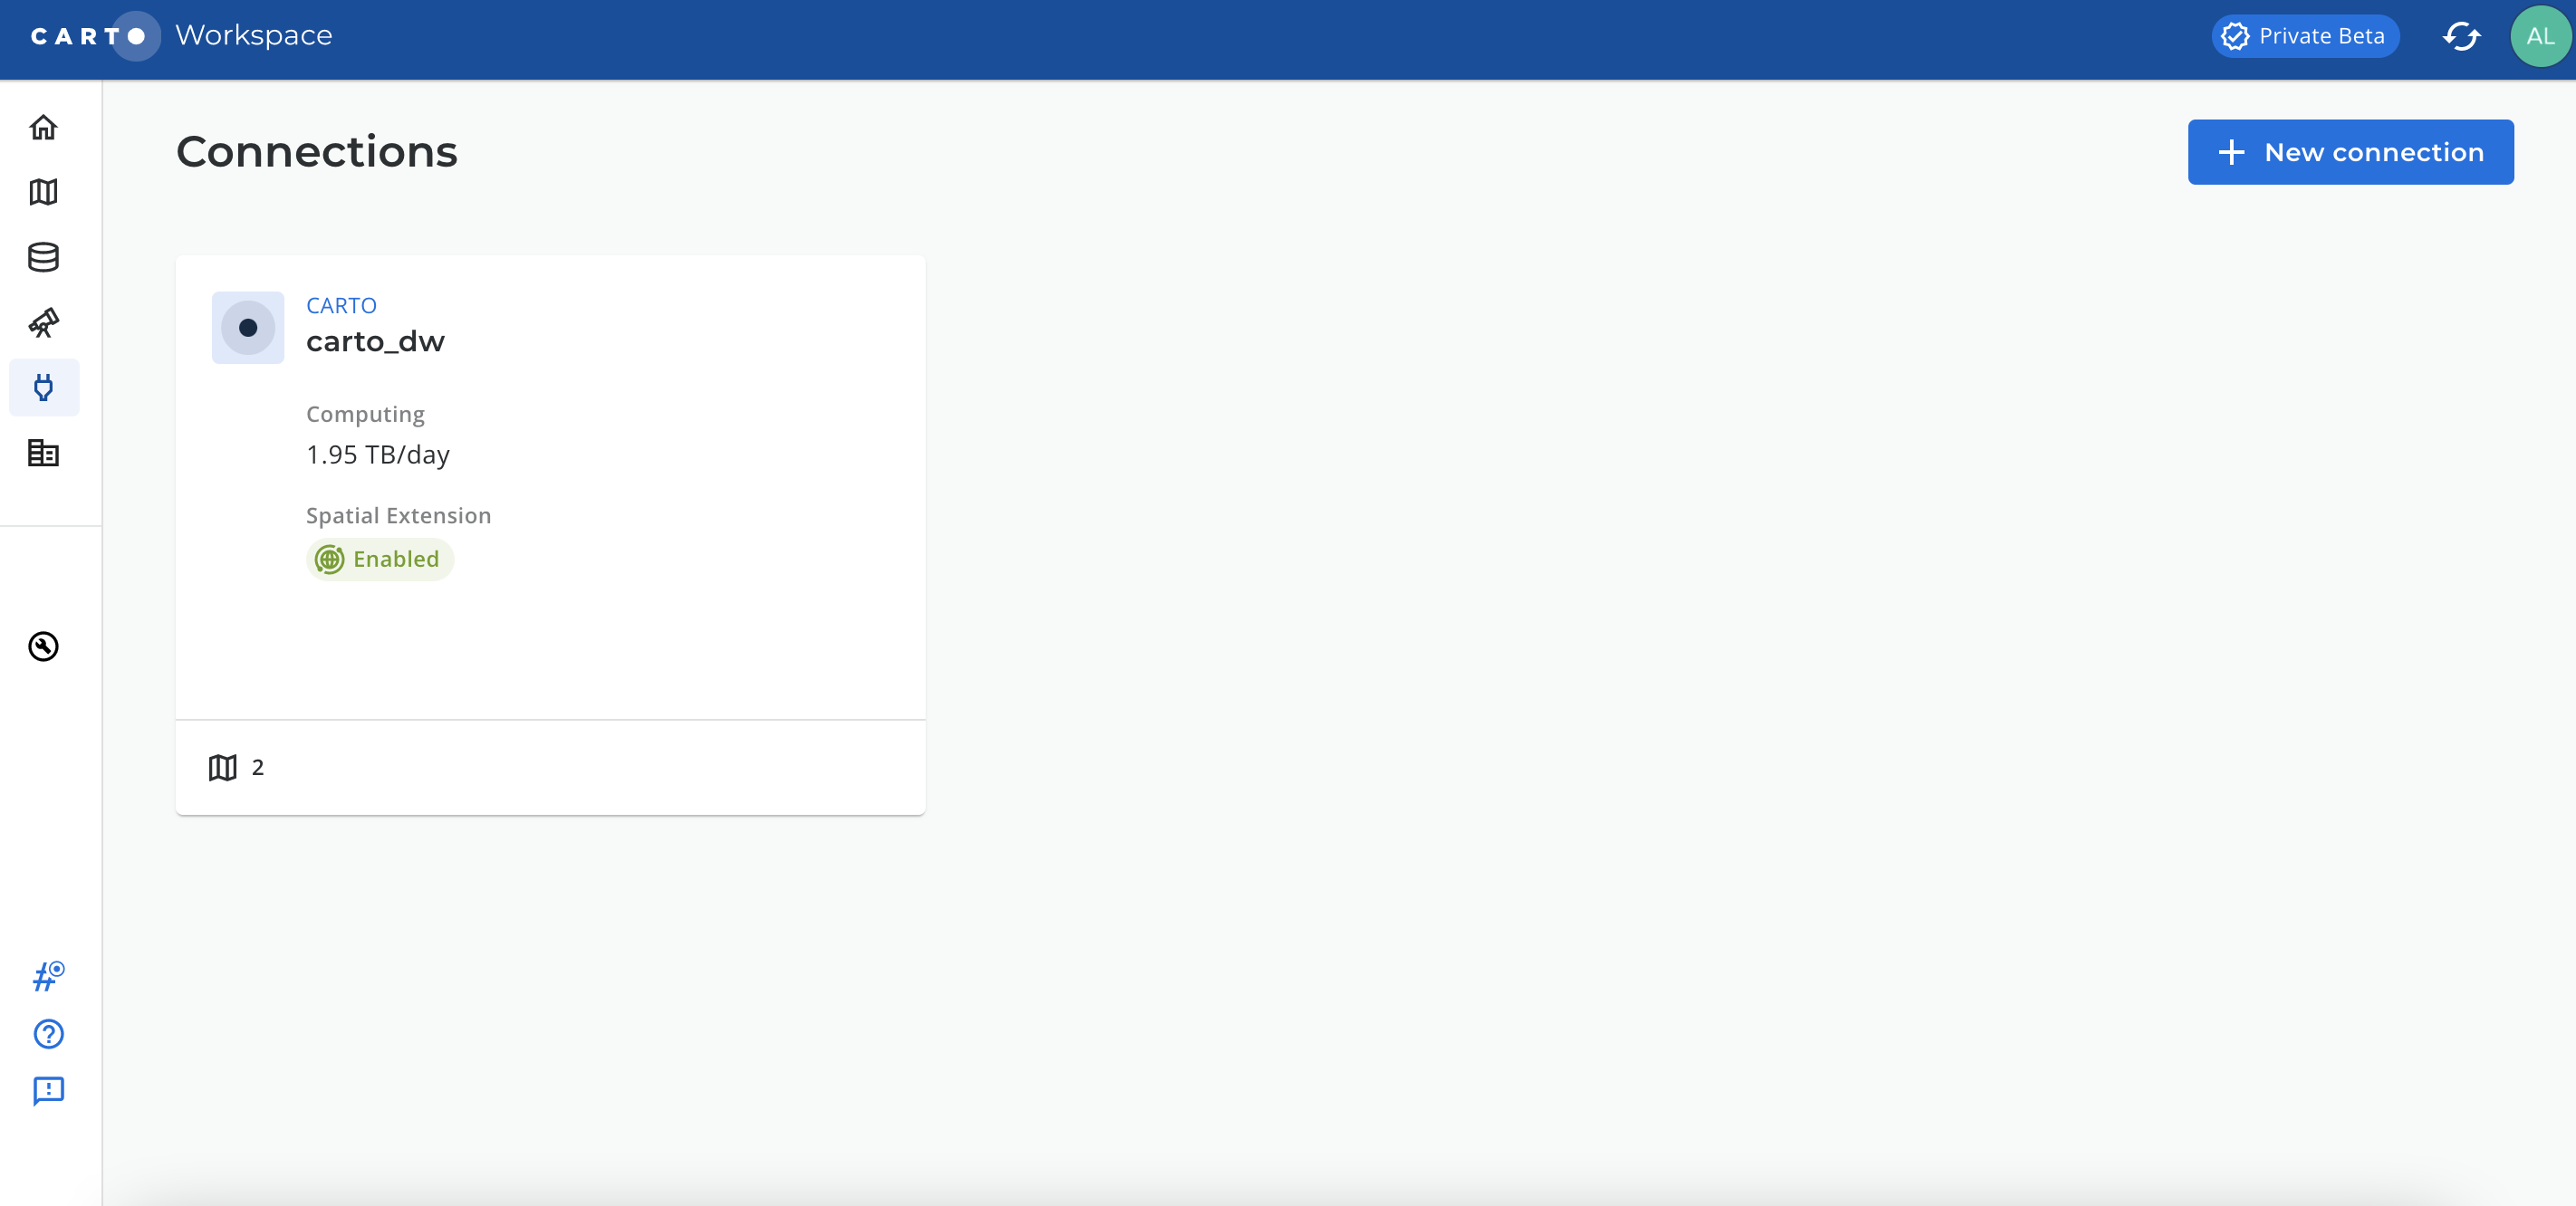 CARTO Workspace
Private Beta
AL
Connections
New connection
CARTO
carto_dw
Computing
1.95 TB/day
Spatial Extension
Enabled
2